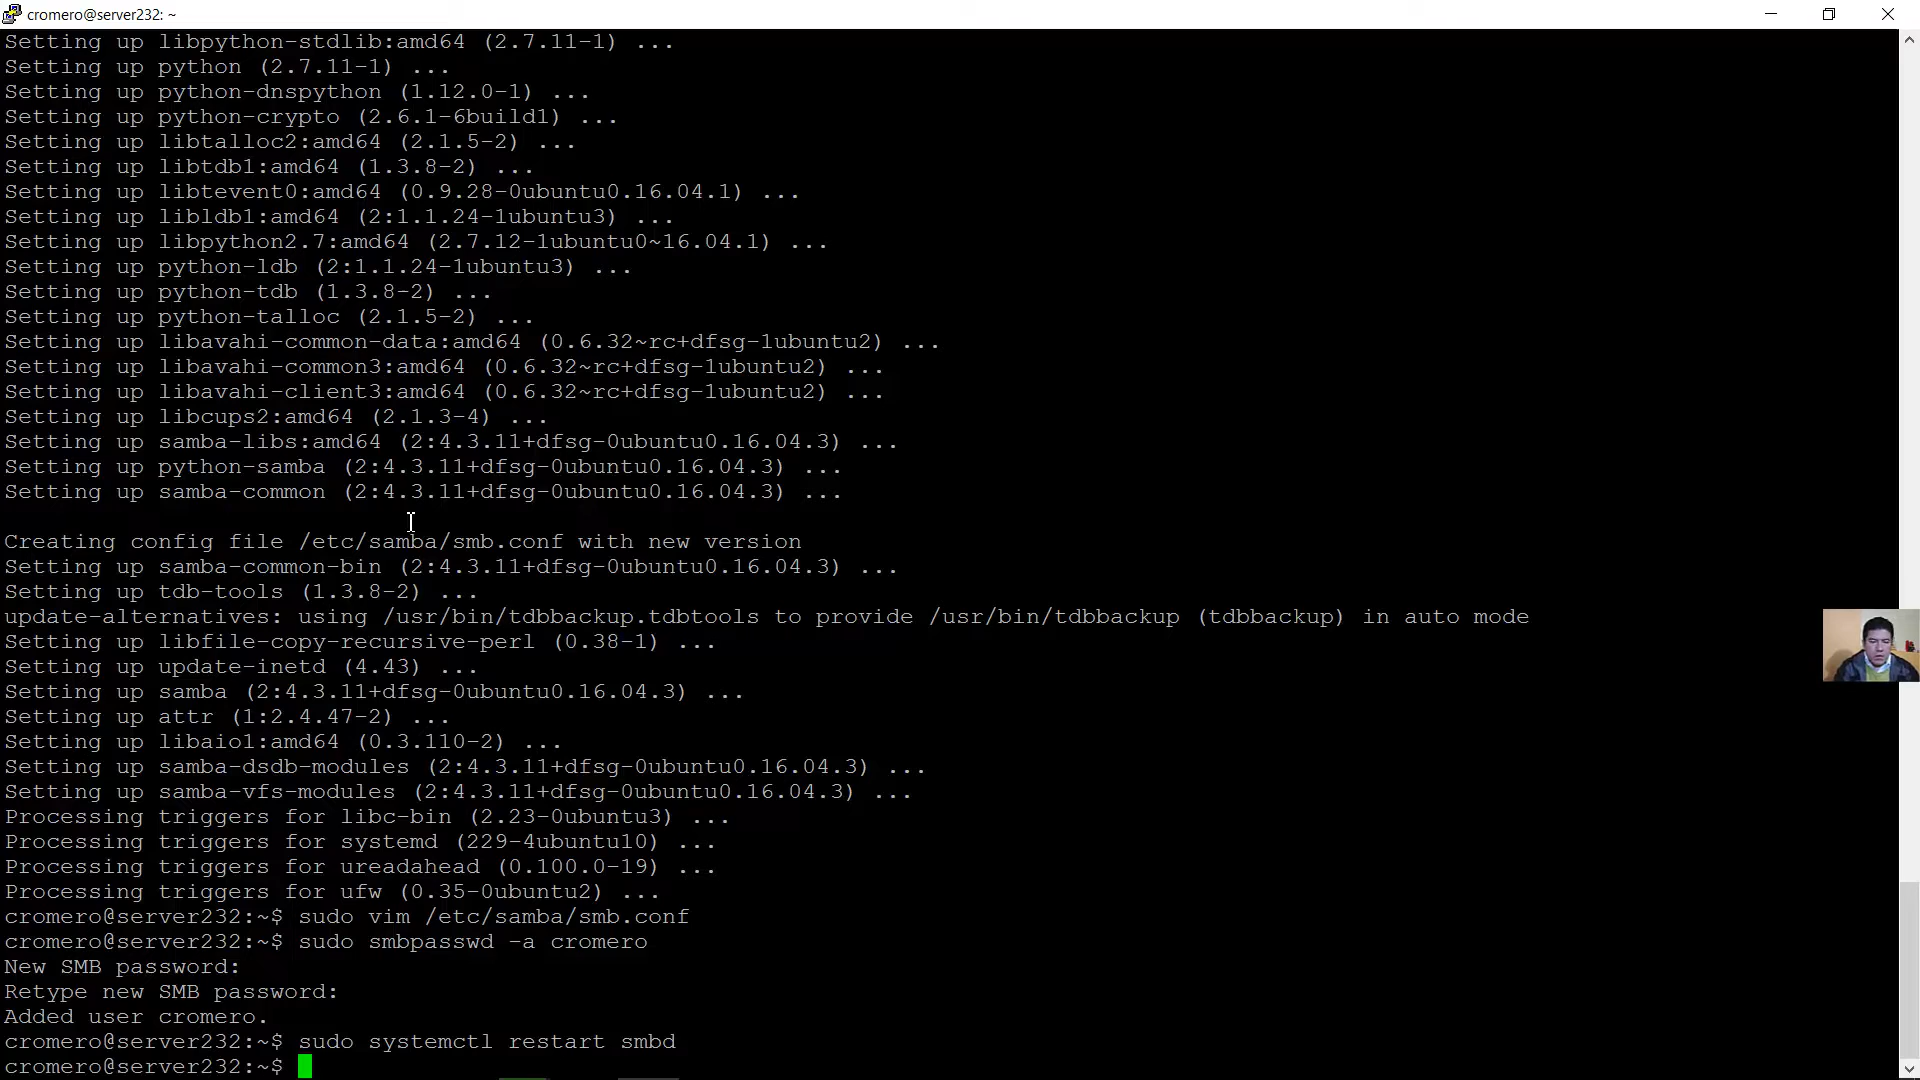 cromero@server232: ~
Setting up libpython-stdlib:amd64 (2.7.11-1) ...
Setting up python (2.7.11-1) ...
Setting up python-dnspython (1.12.0-1) ...
Setting up python-crypto (2.6.1-6build1) ...
Setting up libtalloc2:amd64 (2.1.5-2) ...
Setting up libtdb1:amd64 (1.3.8-2) ...
Setting up libtevent0:amd64 (0.9.28-0ubuntu0.16.04.1) ...
Setting up libldb1:amd64 (2:1.1.24-1ubuntu3) ...
Setting up libpython2.7:amd64 (2.7.12-1ubuntu0~16.04.1) ...
Setting up python-ldb (2:1.1.24-1ubuntu3) ...
Setting up python-tdb (1.3.8-2) ...
Setting up python-talloc (2.1.5-2) ...
Setting up libavahi-common-data:amd64 (0.6.32~rc+dfsg-1ubuntu2) ...
Setting up libavahi-common3:amd64 (0.6.32~rc+dfsg-1ubuntu2) ...
Setting up libavahi-client3:amd64 (0.6.32~rc+dfsg-1ubuntu2) ...
Setting up libcups2:amd64 (2.1.3-4) ...
Setting up samba-libs:amd64 (2:4.3.11+dfsg-0ubuntu0.16.04.3) ...
Setting up python-samba (2:4.3.11+dfsg-0ubuntu0.16.04.3) ...
Setting up samba-common (2:4.3.11+dfsg-0ubuntu0.16.04.3) ...
Creating config file /etc/samba/smb.conf with new version
Setting up samba-common-bin (2:4.3.11+dfsg-0ubuntu0.16.04.3) ...
Setting up tdb-tools (1.3.8-2) ...
update-alternatives: using /usr/bin/tdbbackup.tdbtools to provide /usr/bin/tdbbackup (tdbbackup) in auto mode
Setting up libfile-copy-recursive-perl (0.38-1) ...
Setting up update-inetd (4.43) ...
Setting up samba (2:4.3.11+dfsg-0ubuntu0.16.04.3) ...
Setting up attr (1:2.4.47-2) ...
Setting up libaio1:amd64 (0.3.110-2) ...
Setting up samba-dsdb-modules (2:4.3.11+dfsg-0ubuntu0.16.04.3) ...
Setting up samba-vfs-modules (2:4.3.11+dfsg-0ubuntu0.16.04.3) ...
Processing triggers for libc-bin (2.23-0ubuntu3) ...
Processing triggers for systemd (229-4ubuntu10) ...
Processing triggers for ureadahead (0.100.0-19) ...
Processing triggers for ufw (0.35-0ubuntu2) ...
cromero@server232:~$ sudo vim /etc/samba/smb.conf
cromero@server232:~$ sudo smbpasswd -a cromero
New SMB password:
Retype new SMB password:
Added user cromero.
cromero@server232:~$ sudo systemctl restart smbd
cromero@server232:~$